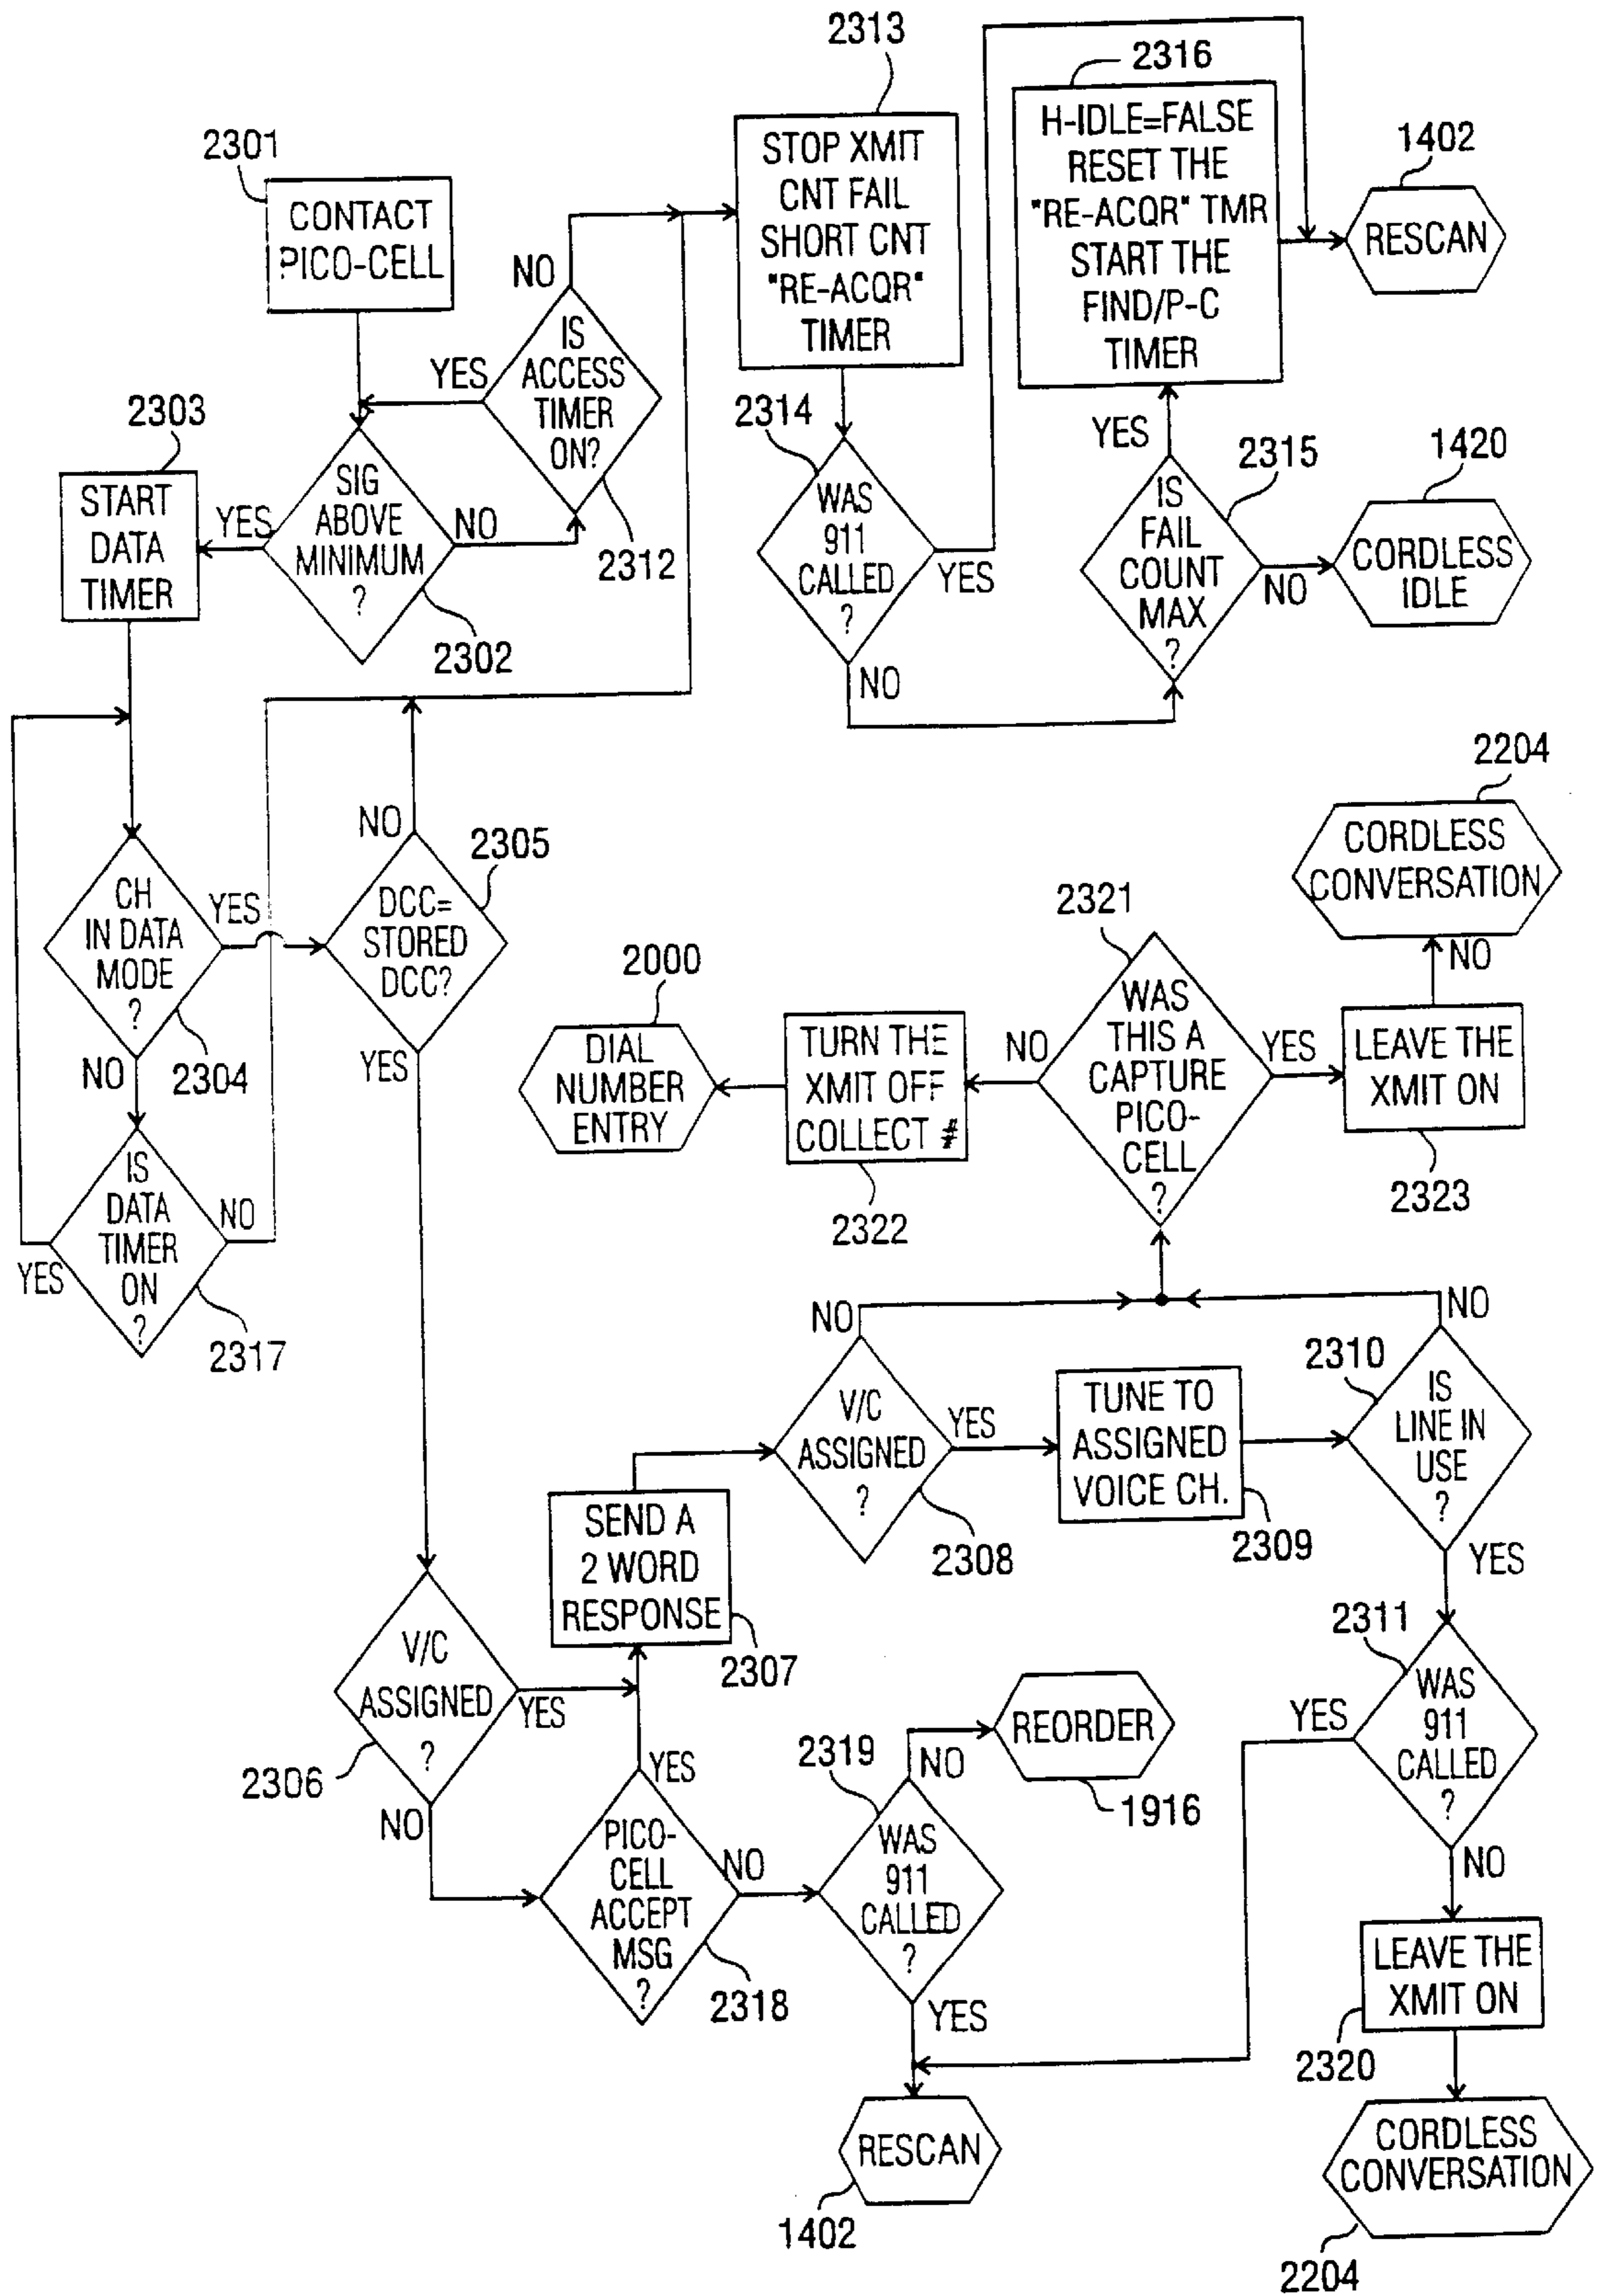 2301
CONTACT
PICO-CELL
2313
STOP XMIT
CNT FAIL
SHORT CNT
"RE-ACQR"
TIMER
2316
H-IDLE=FALSE
RESET THE
"RE-ACQR" TMR
START THE
FIND/P-C
TIMER
1402
RESCAN
NO
IS
ACCESS
TIMER
ON?
YES
2312
2303
START
DATA
TIMER
YES
SIG
ABOVE
MINIMUM
?
NO
2302
2314
WAS
911
CALLED
?
YES
NO
YES
IS
FAIL
COUNT
MAX
?
2315
NO
1420
CORDLESS
IDLE
CH
IN DATA
MODE
?
YES
NO
2304
NO
DCC=
STORED
DCC?
2305
YES
IS
DATA
TIMER
ON
?
NO
YES
2317
2204
CORDLESS
CONVERSATION
NO
2321
WAS
THIS A
CAPTURE
PICO-
CELL
?
NO
YES
2000
DIAL
NUMBER
ENTRY
TURN THE
XMIT OFF
COLLECT #
2322
LEAVE THE
XMIT ON
2323
NO
V/C
ASSIGNED
?
YES
2308
TUNE TO
ASSIGNED
VOICE CH.
2309
2310
NO
IS
LINE IN
USE
?
YES
SEND A
2 WORD
RESPONSE
2307
V/C
ASSIGNED
?
YES
2306
NO
YES
PICO-
CELL
ACCEPT
MSG
?
NO
2318
2319
NO
WAS
911
CALLED
?
YES
REORDER
1916
2311
WAS
911
CALLED
?
YES
NO
LEAVE THE
XMIT ON
2320
RESCAN
1402
CORDLESS
CONVERSATION
2204